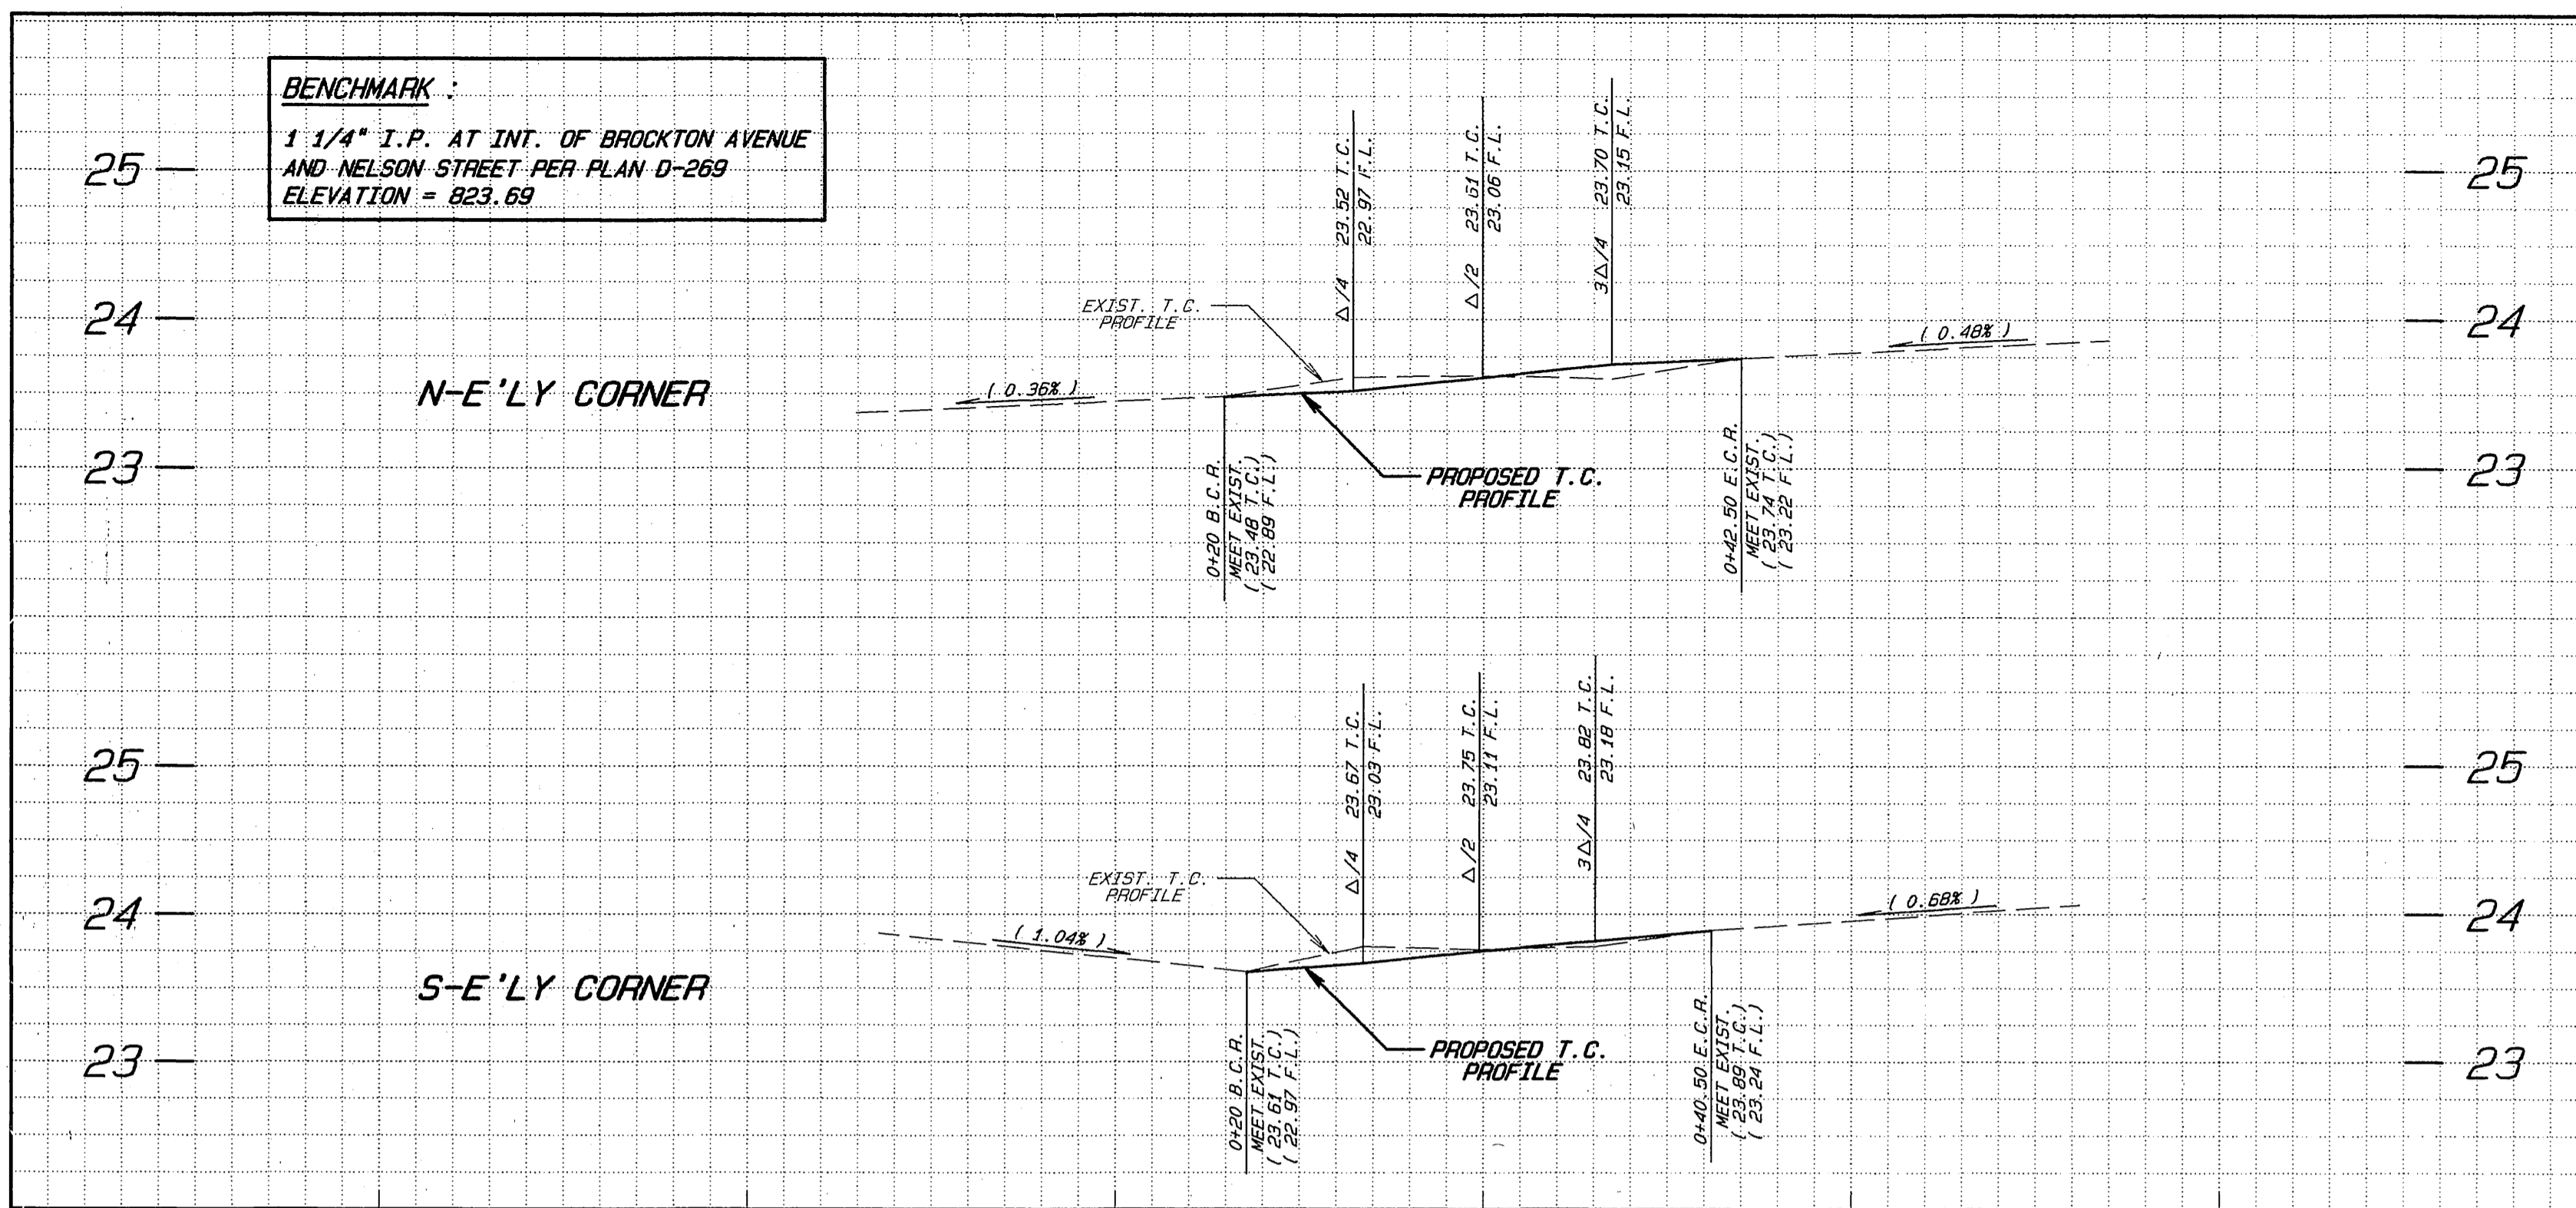 BENCHMARK :
1 1/4" I.P. AT INT. OF BROCKTON AVENUE
AND NELSON STREET PER PLAN D-269
ELEVATION = 823.69
25
24
23
25
24
23
N-E'LY CORNER
( 0.36% )
EXIST. T.C.
PROFILE
Δ/4 23.52 T.C.
22.97 F.L.
Δ/2 23.61 T.C.
23.06 F.L.
3Δ/4 23.70 T.C.
23.15 F.L.
( 0.48% )
0+20 B.C.R.
MEET EXIST.
( 23.48 T.C.)
( 22.89 F.L.)
PROPOSED T.C.
PROFILE
0+42.50 E.C.R.
MEET EXIST.
( 23.74 T.C.)
( 23.22 F.L.)
25
24
23
25
24
23
S-E'LY CORNER
( 1.04% )
EXIST. T.C.
PROFILE
Δ/4 23.67 T.C.
23.03 F.L.
Δ/2 23.75 T.C.
23.11 F.L.
3Δ/4 23.82 T.C.
23.18 F.L.
( 0.68% )
0+20 B.C.R.
MEET EXIST.
( 23.61 T.C.)
( 22.97 F.L.)
PROPOSED T.C.
PROFILE
0+40.50 E.C.R.
MEET EXIST.
( 23.89 T.C.)
( 23.24 F.L.)